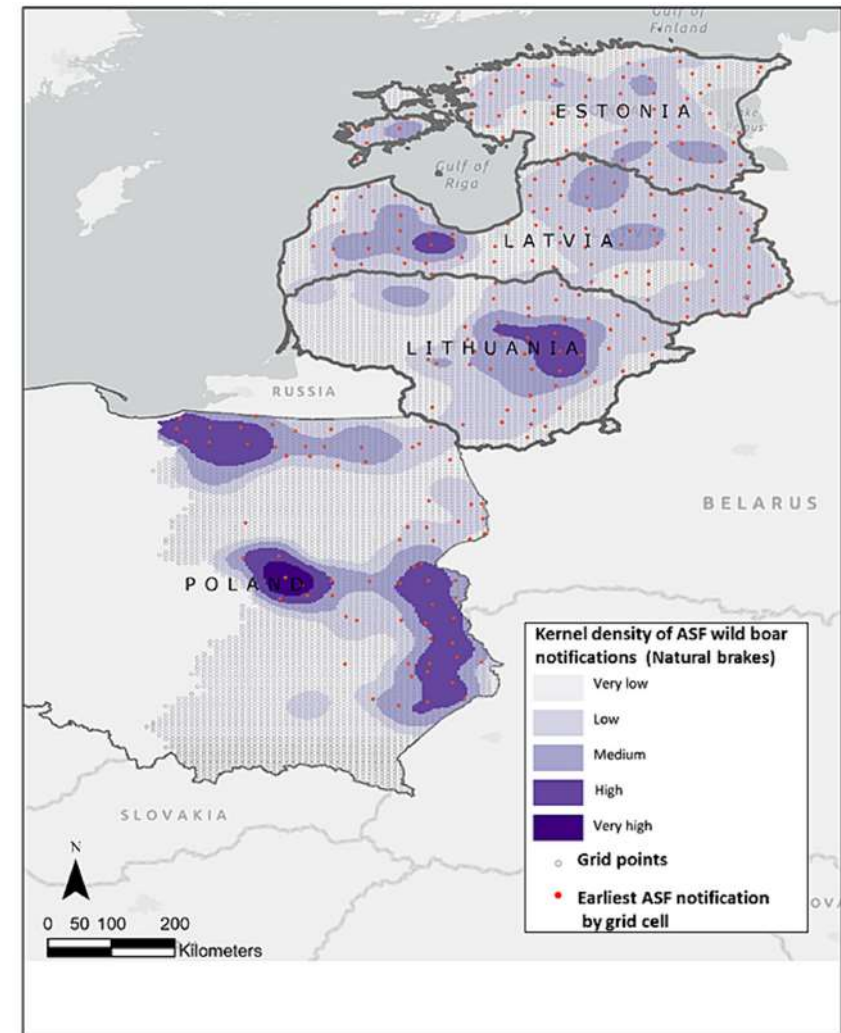 Gulf of
Finland
ESTONIA
Gulf of
Riga
LATVIA
LITHUANIA
RUSSIA
BELARUS
POLAND
Kernel density of ASF wild boar
notifications (Natural brakes)
Very low
Low
Medium
High
Very high
Grid points
Earliest ASF notification
by grid cell
SLOVAKIA
N
0 50 100 200
Kilometers